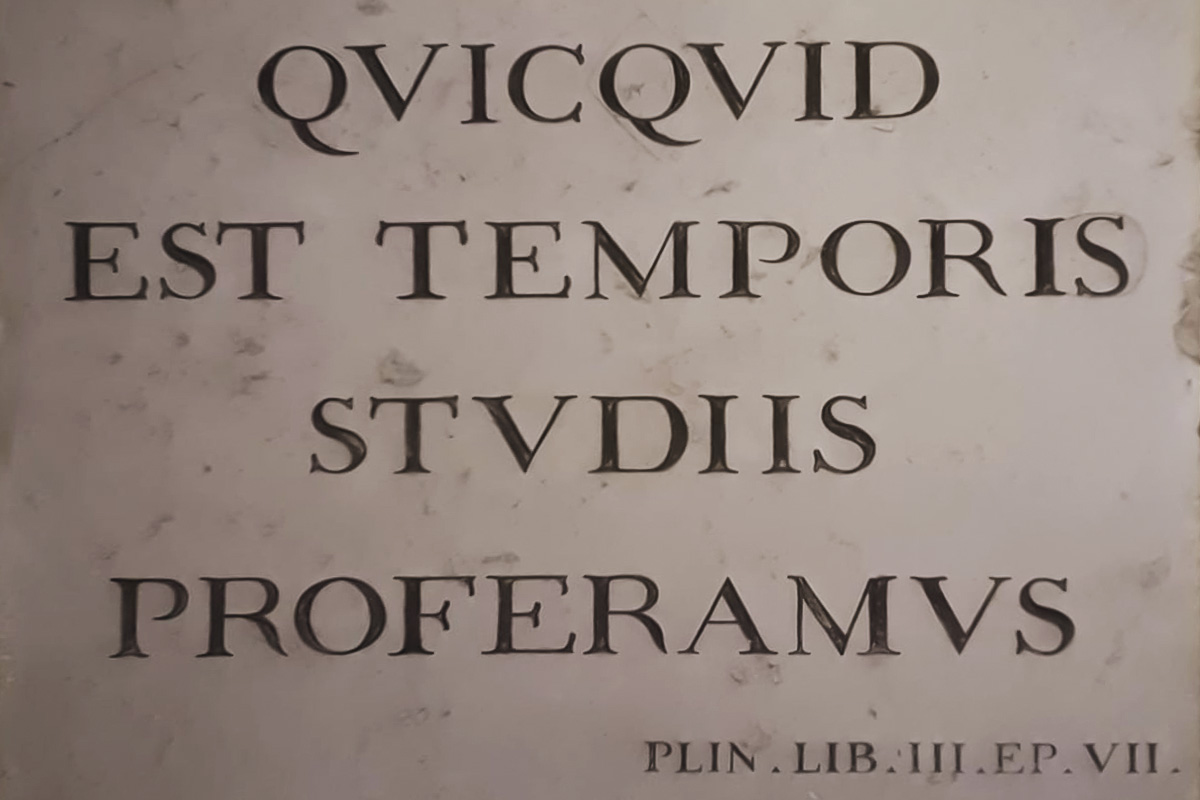 QVICQVID
EST TEMPORIS
STVDIIS
PROFERAMVS
PLIN.LIB.III.EP.VII.